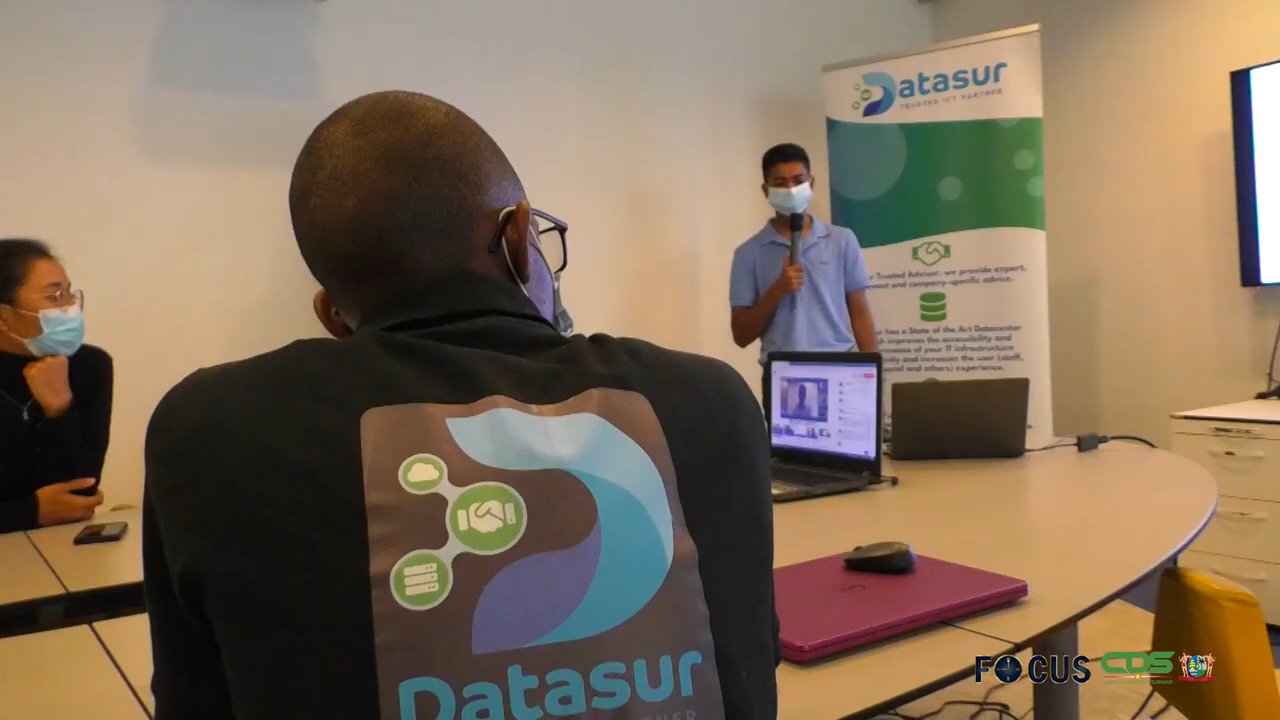 Datasur
TRUSTED ICT PARTNER
r Trusted Advisor, we provide expert,
and company-specific advice.
r has a State of the Art Datacenter
improves the accessibility and
of your IT infrastructure
and increases the user (staff,
and others) experience.
Datasur
FOCUS CDS